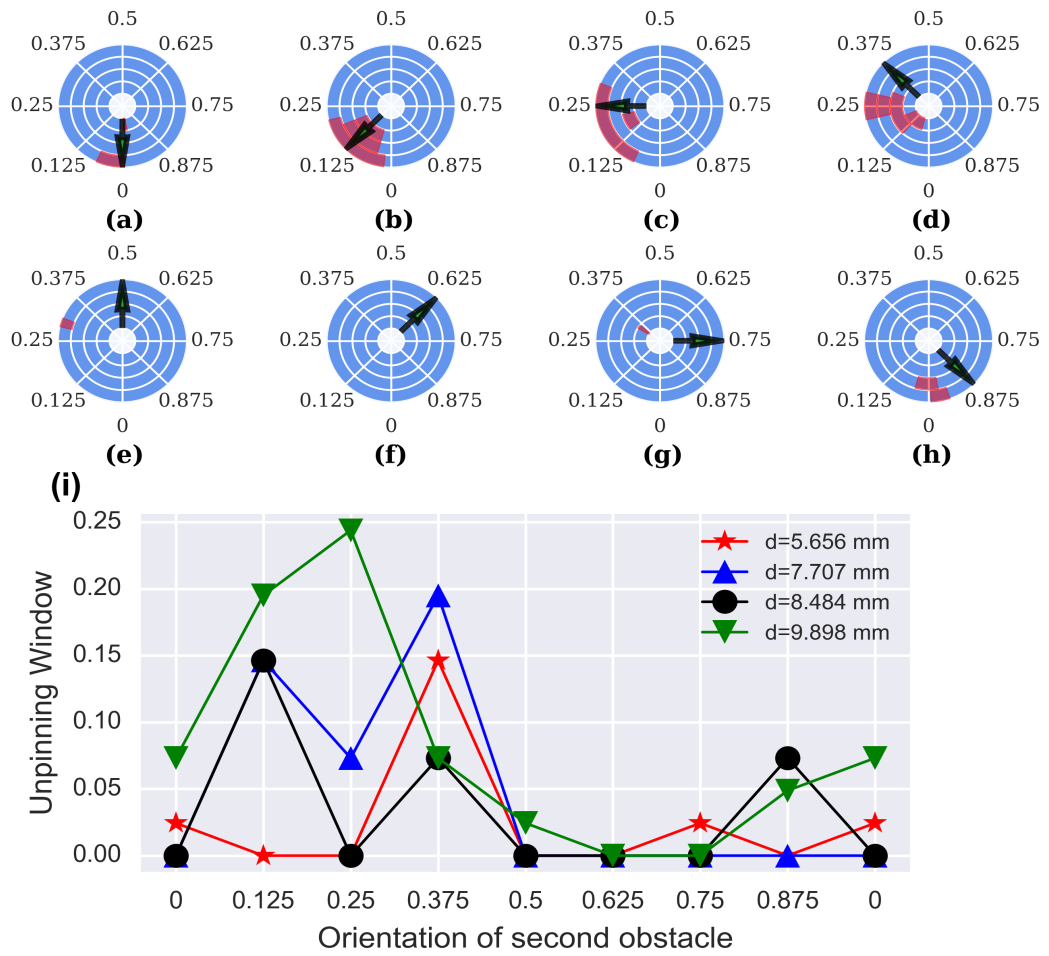 0.5 0.5 0.5 0.5
0.375 0.625 0.375 0.625 0.375 0.625 0.375 0.625
0.25 0.75 0.25 0.75 0.25 0.75 0.25 0.75
0.125 0.875 0.125 0.875 0.125 0.875 0.125 0.875
0 0 0 0
(a) (b) (c) (d)
0.5 0.5 0.5 0.5
0.375 0.625 0.375 0.625 0.375 0.625 0.375 0.625
0.25 0.75 0.25 0.75 0.25 0.75 0.25 0.75
0.125 0.875 0.125 0.875 0.125 0.875 0.125 0.875
0 0 0 0
(e) (f) (g) (h)
(i)
Unpinning Window
0.25
0.20
0.15
0.10
0.05
0.00
d=5.656 mm
d=7.707 mm
d=8.484 mm
d=9.898 mm
0 0.125 0.25 0.375 0.5 0.625 0.75 0.875 0
Orientation of second obstacle